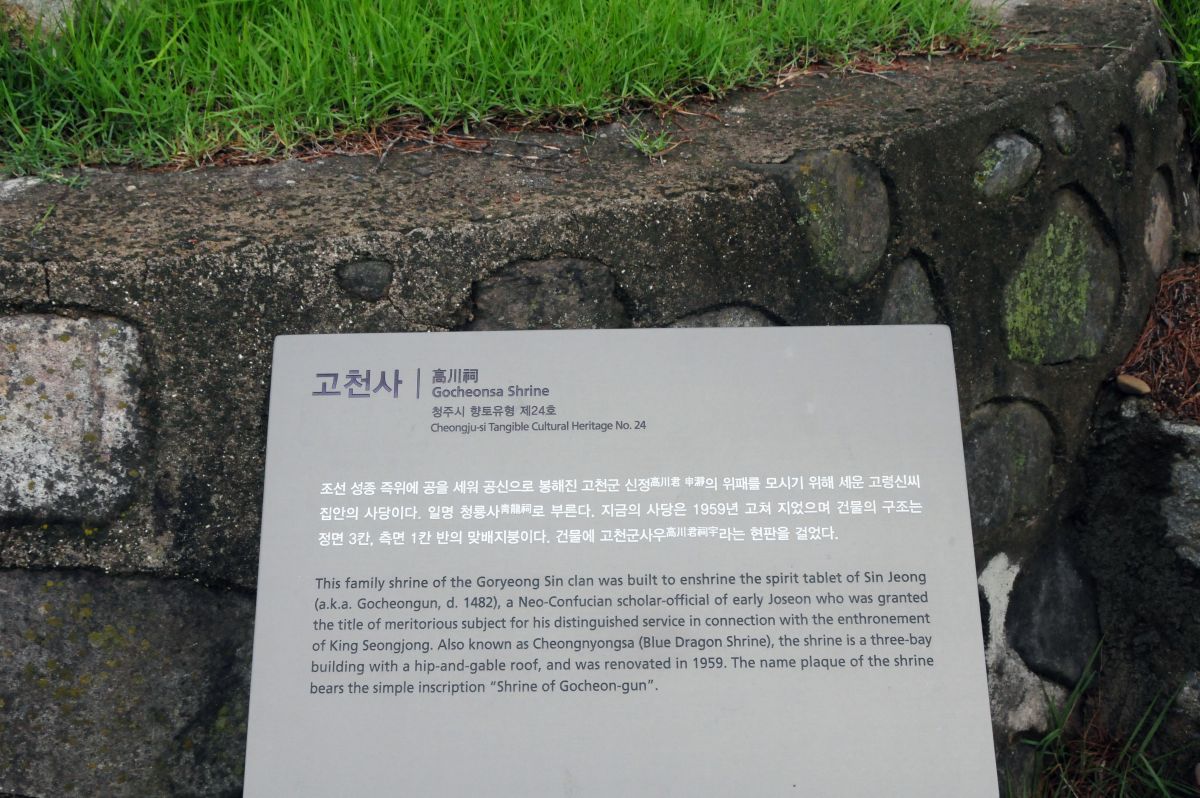 고천사
高川祠
Gocheonsa Shrine
청주시 향토유형 제24호
Cheongju-si Tangible Cultural Heritage No. 24
조선 성종 즉위에 공을 세워 공신으로 봉해진 고천군 신정高川君 申瀞의 위패를 모시기 위해 세운 고령신씨
집안의 사당이다. 일명 청룡사靑龍祠로 부른다. 지금의 사당은 1959년 고쳐 지었으며 건물의 구조는
정면 3칸, 측면 1칸 반의 맞배지붕이다. 건물에 고천군사우高川君祠宇라는 현판을 걸었다.
This family shrine of the Goryeong Sin clan was built to enshrine the spirit tablet of Sin Jeong
(a.k.a. Gocheongun, d. 1482), a Neo-Confucian scholar-official of early Joseon who was granted
the title of meritorious subject for his distinguished service in connection with the enthronement
of King Seongjong. Also known as Cheongnyongsa (Blue Dragon Shrine), the shrine is a three-bay
building with a hip-and-gable roof, and was renovated in 1959. The name plaque of the shrine
bears the simple inscription “Shrine of Gocheon-gun”.